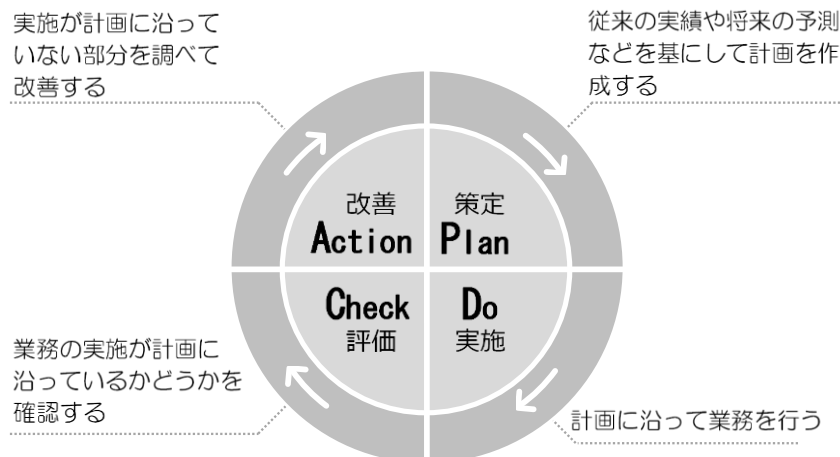 実施が計画に沿って
いない部分を調べて
改善する
従来の実績や将来の予測
などを基にして計画を作
成する
改善
Action
策定
Plan
Check
評価
Do
実施
業務の実施が計画に
沿っているかどうかを
確認する
計画に沿って業務を行う